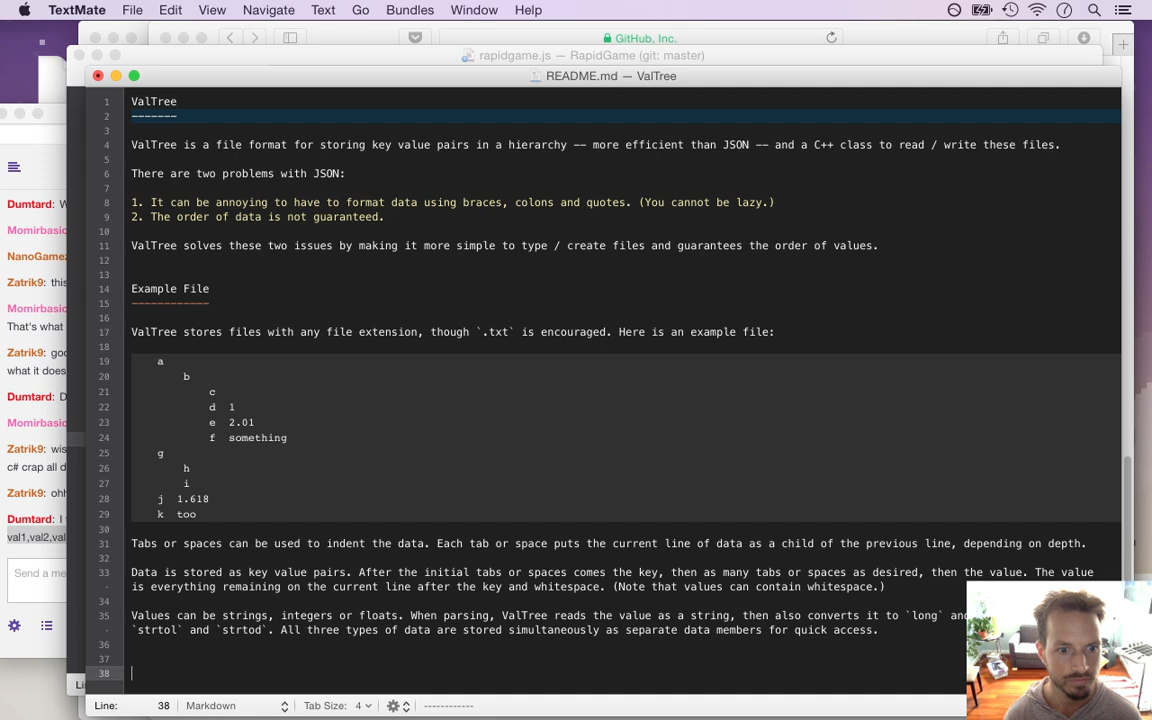 TextMate File Edit View Navigate Text Go Bundles Window Help
GitHub, Inc.
rapidgame.js — RapidGame (git: master)
README.md — ValTree
1 ValTree
2 -------
3
4 ValTree is a file format for storing key value pairs in a hierarchy -- more efficient than JSON -- and a C++ class to read / write these files.
5
6 There are two problems with JSON:
7
8 1. It can be annoying to have to format data using braces, colons and quotes. (You cannot be lazy.)
9 2. The order of data is not guaranteed.
10
11 ValTree solves these two issues by making it more simple to type / create files and guarantees the order of values.
12
13
14 Example File
15 ------------
16
17 ValTree stores files with any file extension, though `.txt` is encouraged. Here is an example file:
18
19 a
20 b
21 c
22 d 1
23 e 2.01
24 f something
25 g
26 h
27 i
28 j 1.618
29 k too
30
31 Tabs or spaces can be used to indent the data. Each tab or space puts the current line of data as a child of the previous line, depending on depth.
32
33 Data is stored as key value pairs. After the initial tabs or spaces comes the key, then as many tabs or spaces as desired, then the value. The value
· is everything remaining on the current line after the key and whitespace. (Note that values can contain whitespace.)
34
35 Values can be strings, integers or floats. When parsing, ValTree reads the value as a string, then also converts it to `long` and
· `strtol` and `strtod`. All three types of data are stored simultaneously as separate data members for quick access.
36
37
38
Line: 38 Markdown Tab Size: 4 ------------
Dumtard: W
Momirbasic
NanoGamez
Zatrik9: this
Momirbasic
That's what
Zatrik9: goo
what it does
Dumtard: D
Momirbasic
Zatrik9: wis
c# crap all d
Zatrik9: ohh
Dumtard: I
val1,val2,val
Send a me